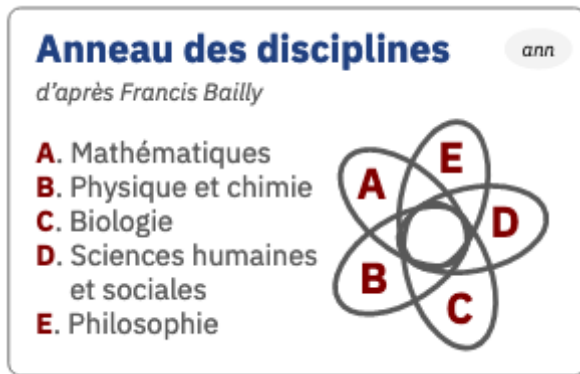 Anneau des disciplines
ann
d’après Francis Bailly
A. Mathématiques
B. Physique et chimie
C. Biologie
D. Sciences humaines
et sociales
E. Philosophie
A
E
D
B
C